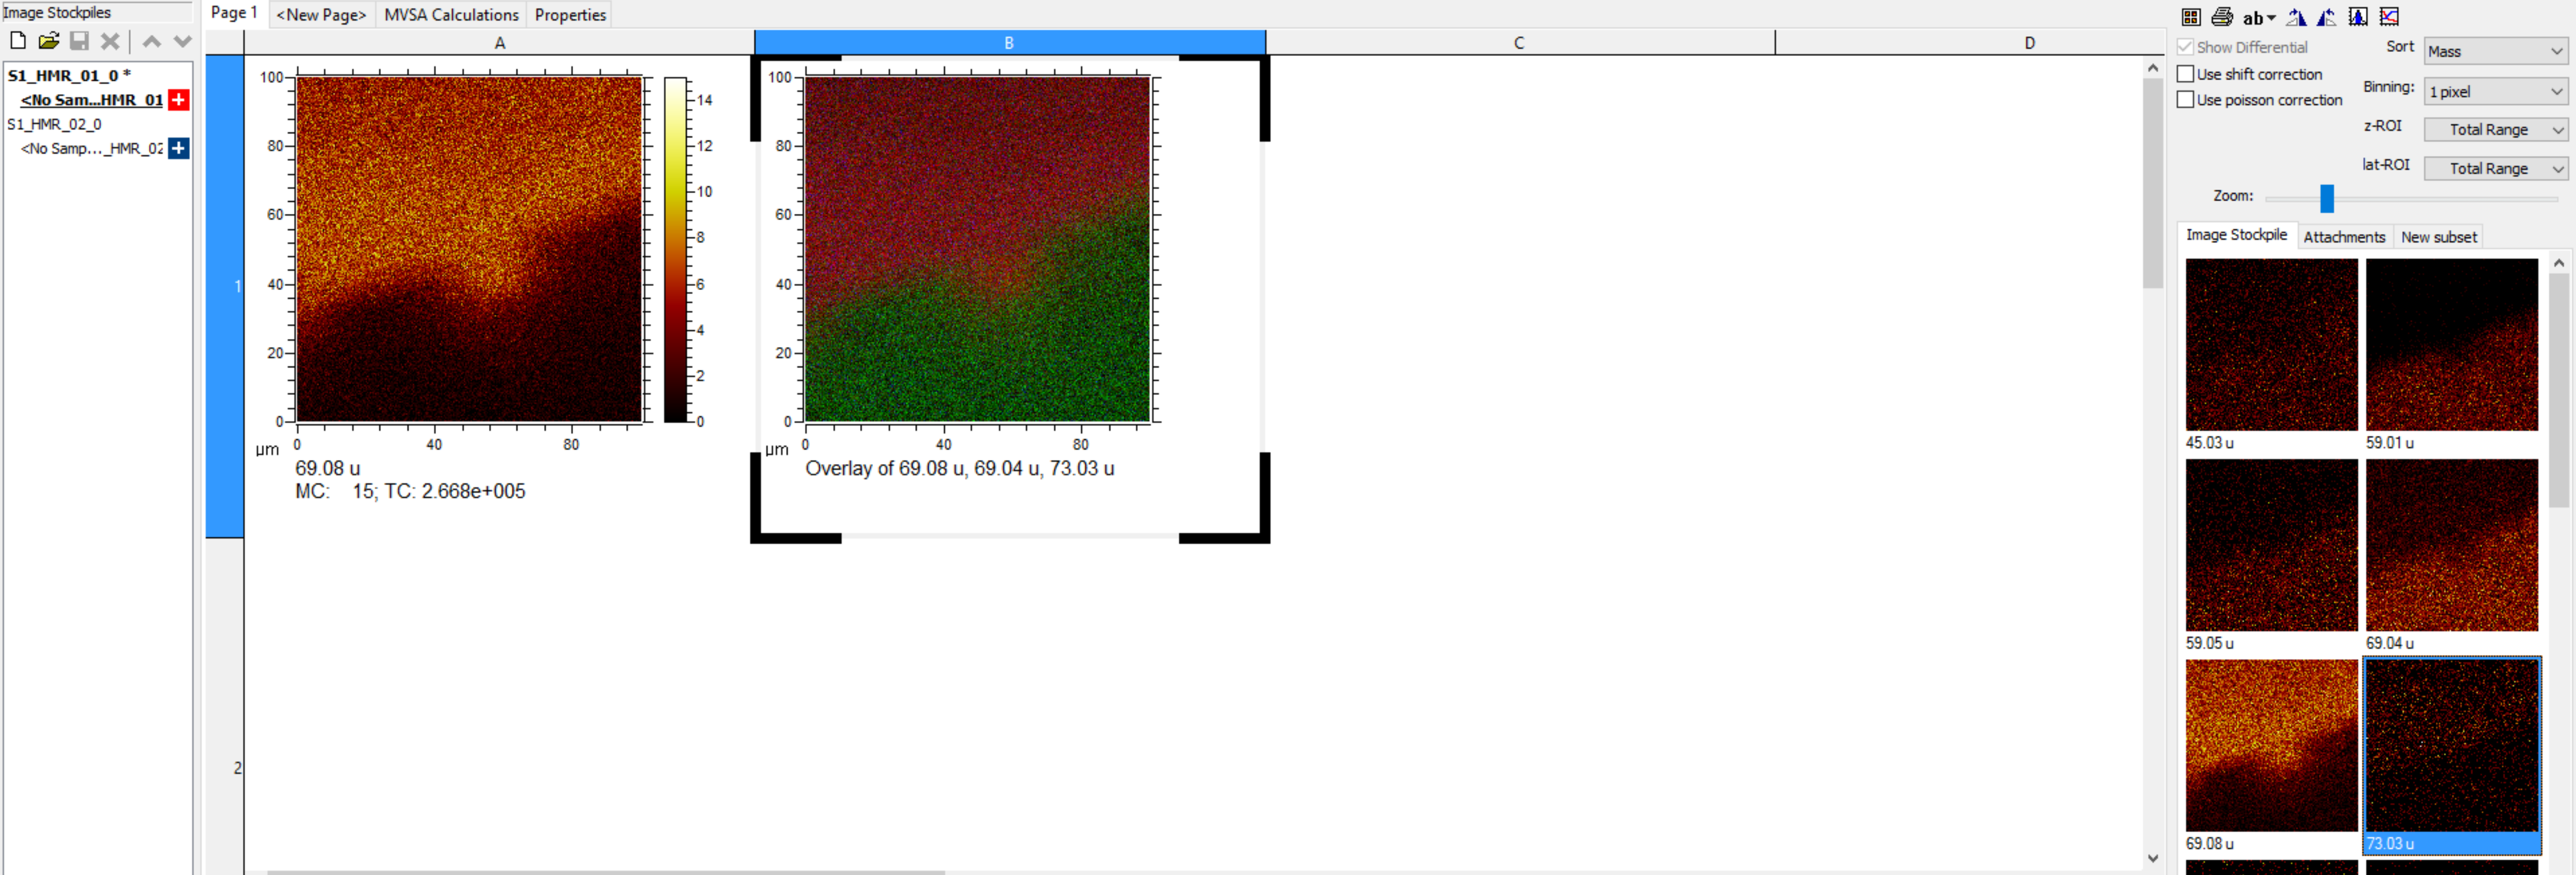 Image Stockpiles
S1_HMR_01_0 *
<No Sam...HMR_01
S1_HMR_02_0
<No Samp..._HMR_02
Page 1 <New Page> MVSA Calculations Properties
A B C D
1
100
80
60
40
20
0
µm 0 40 80
14
12
10
8
6
4
2
0
69.08 u
MC: 15; TC: 2.668e+005
100
80
60
40
20
0
µm 0 40 80
Overlay of 69.08 u, 69.04 u, 73.03 u
2
ab
Show Differential
Use shift correction
Use poisson correction
Sort Mass
Binning: 1 pixel
z-ROI Total Range
lat-ROI Total Range
Zoom:
Image Stockpile Attachments New subset
45.03 u 59.01 u
59.05 u 69.04 u
69.08 u 73.03 u